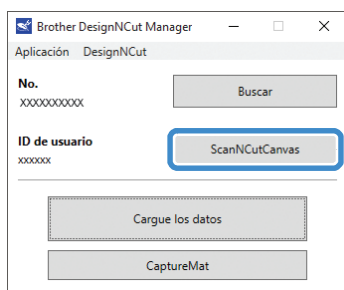 Brother DesignNCut Manager
Aplicación DesignNCut
No.
XXXXXXXXXX
Buscar
ID de usuario
xxxxxx
ScanNCutCanvas
Cargue los datos
CaptureMat